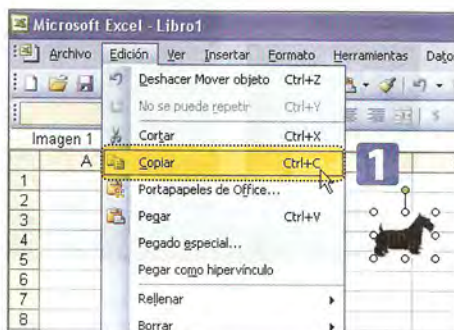 Microsoft Excel - Libro1
Archivo Edición Ver Insertar Formato Herramientas Dato
Deshacer Mover objeto Ctrl+Z
No se puede repetir Ctrl+Y
Imagen 1
Cortar Ctrl+X
A
Copiar Ctrl+C
1
1
Portapapeles de Office...
2
Pegar Ctrl+V
3
4
Pegado especial...
5
Pegar como hipervínculo
6
7
Rellenar
8
Borrar